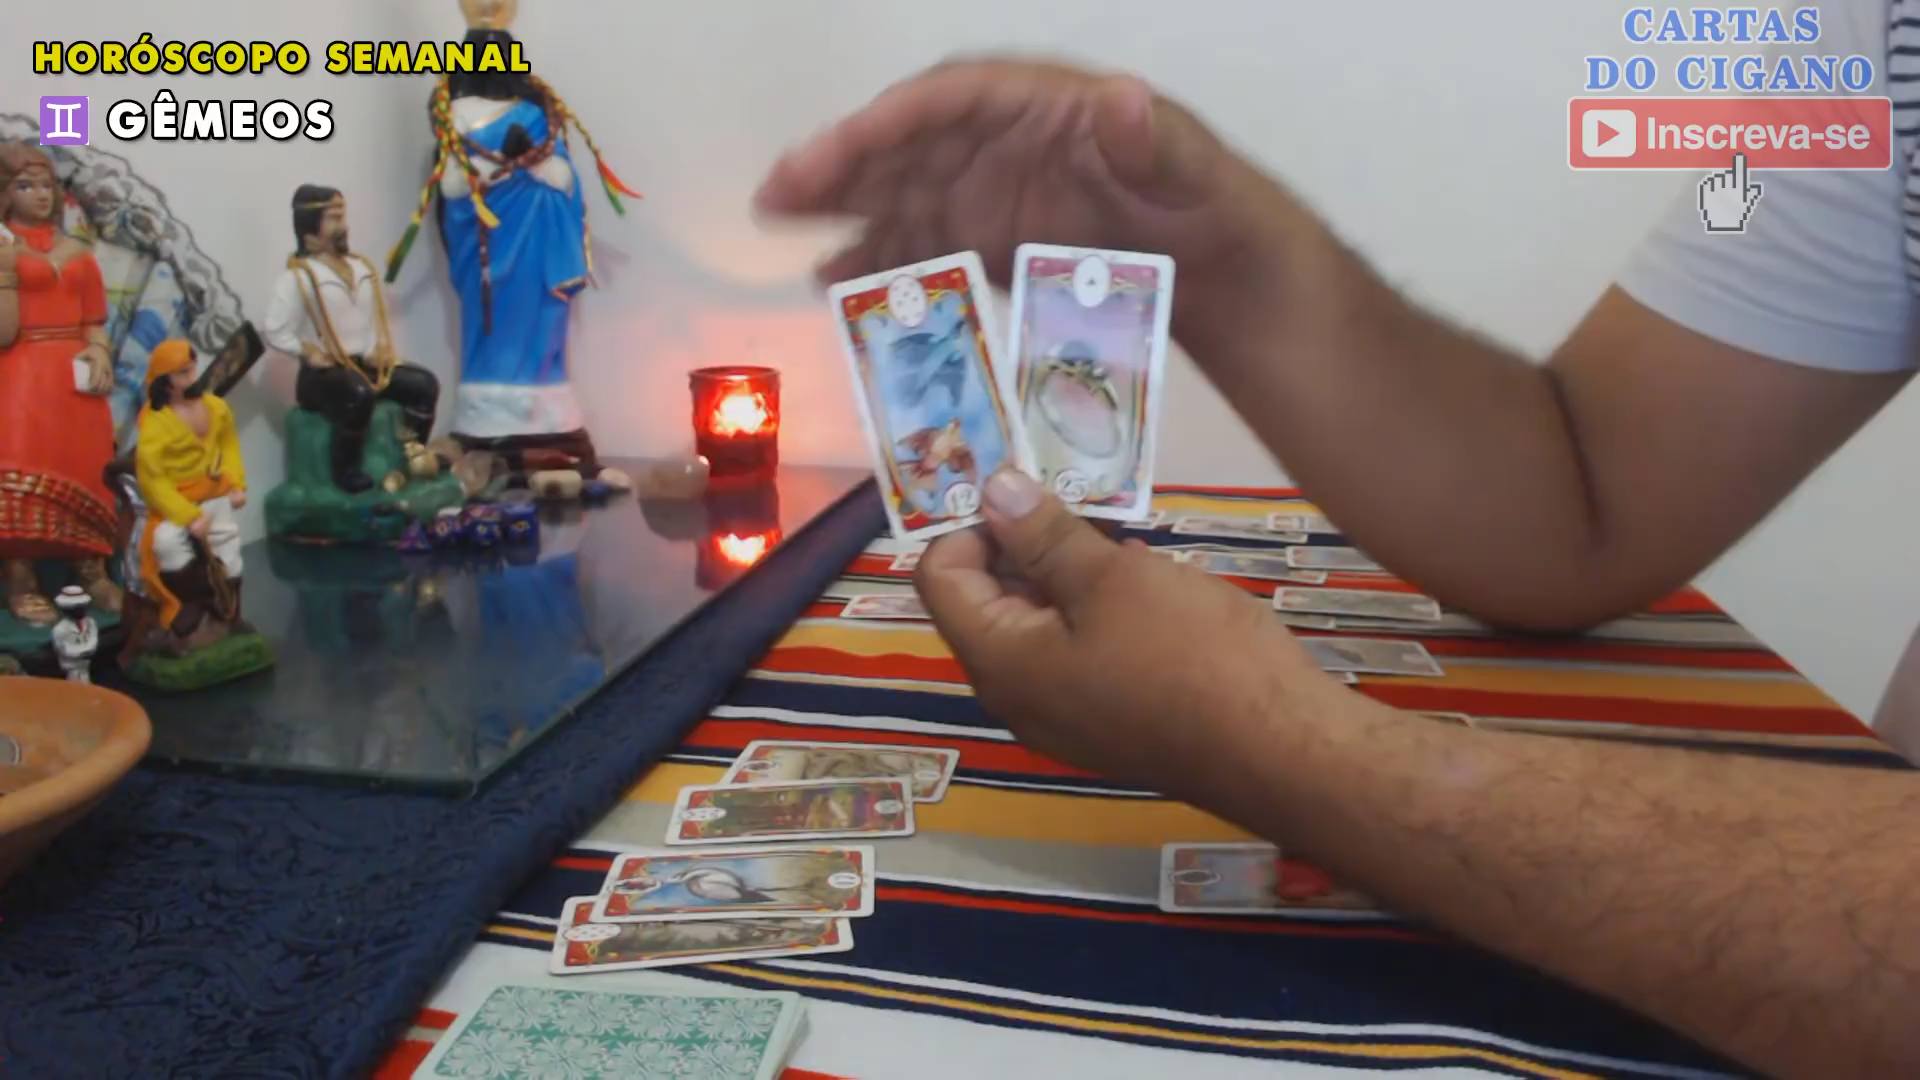 HORÓSCOPO SEMANAL
♊ GÊMEOS
CARTAS
DO CIGANO
Inscreva-se
12
25